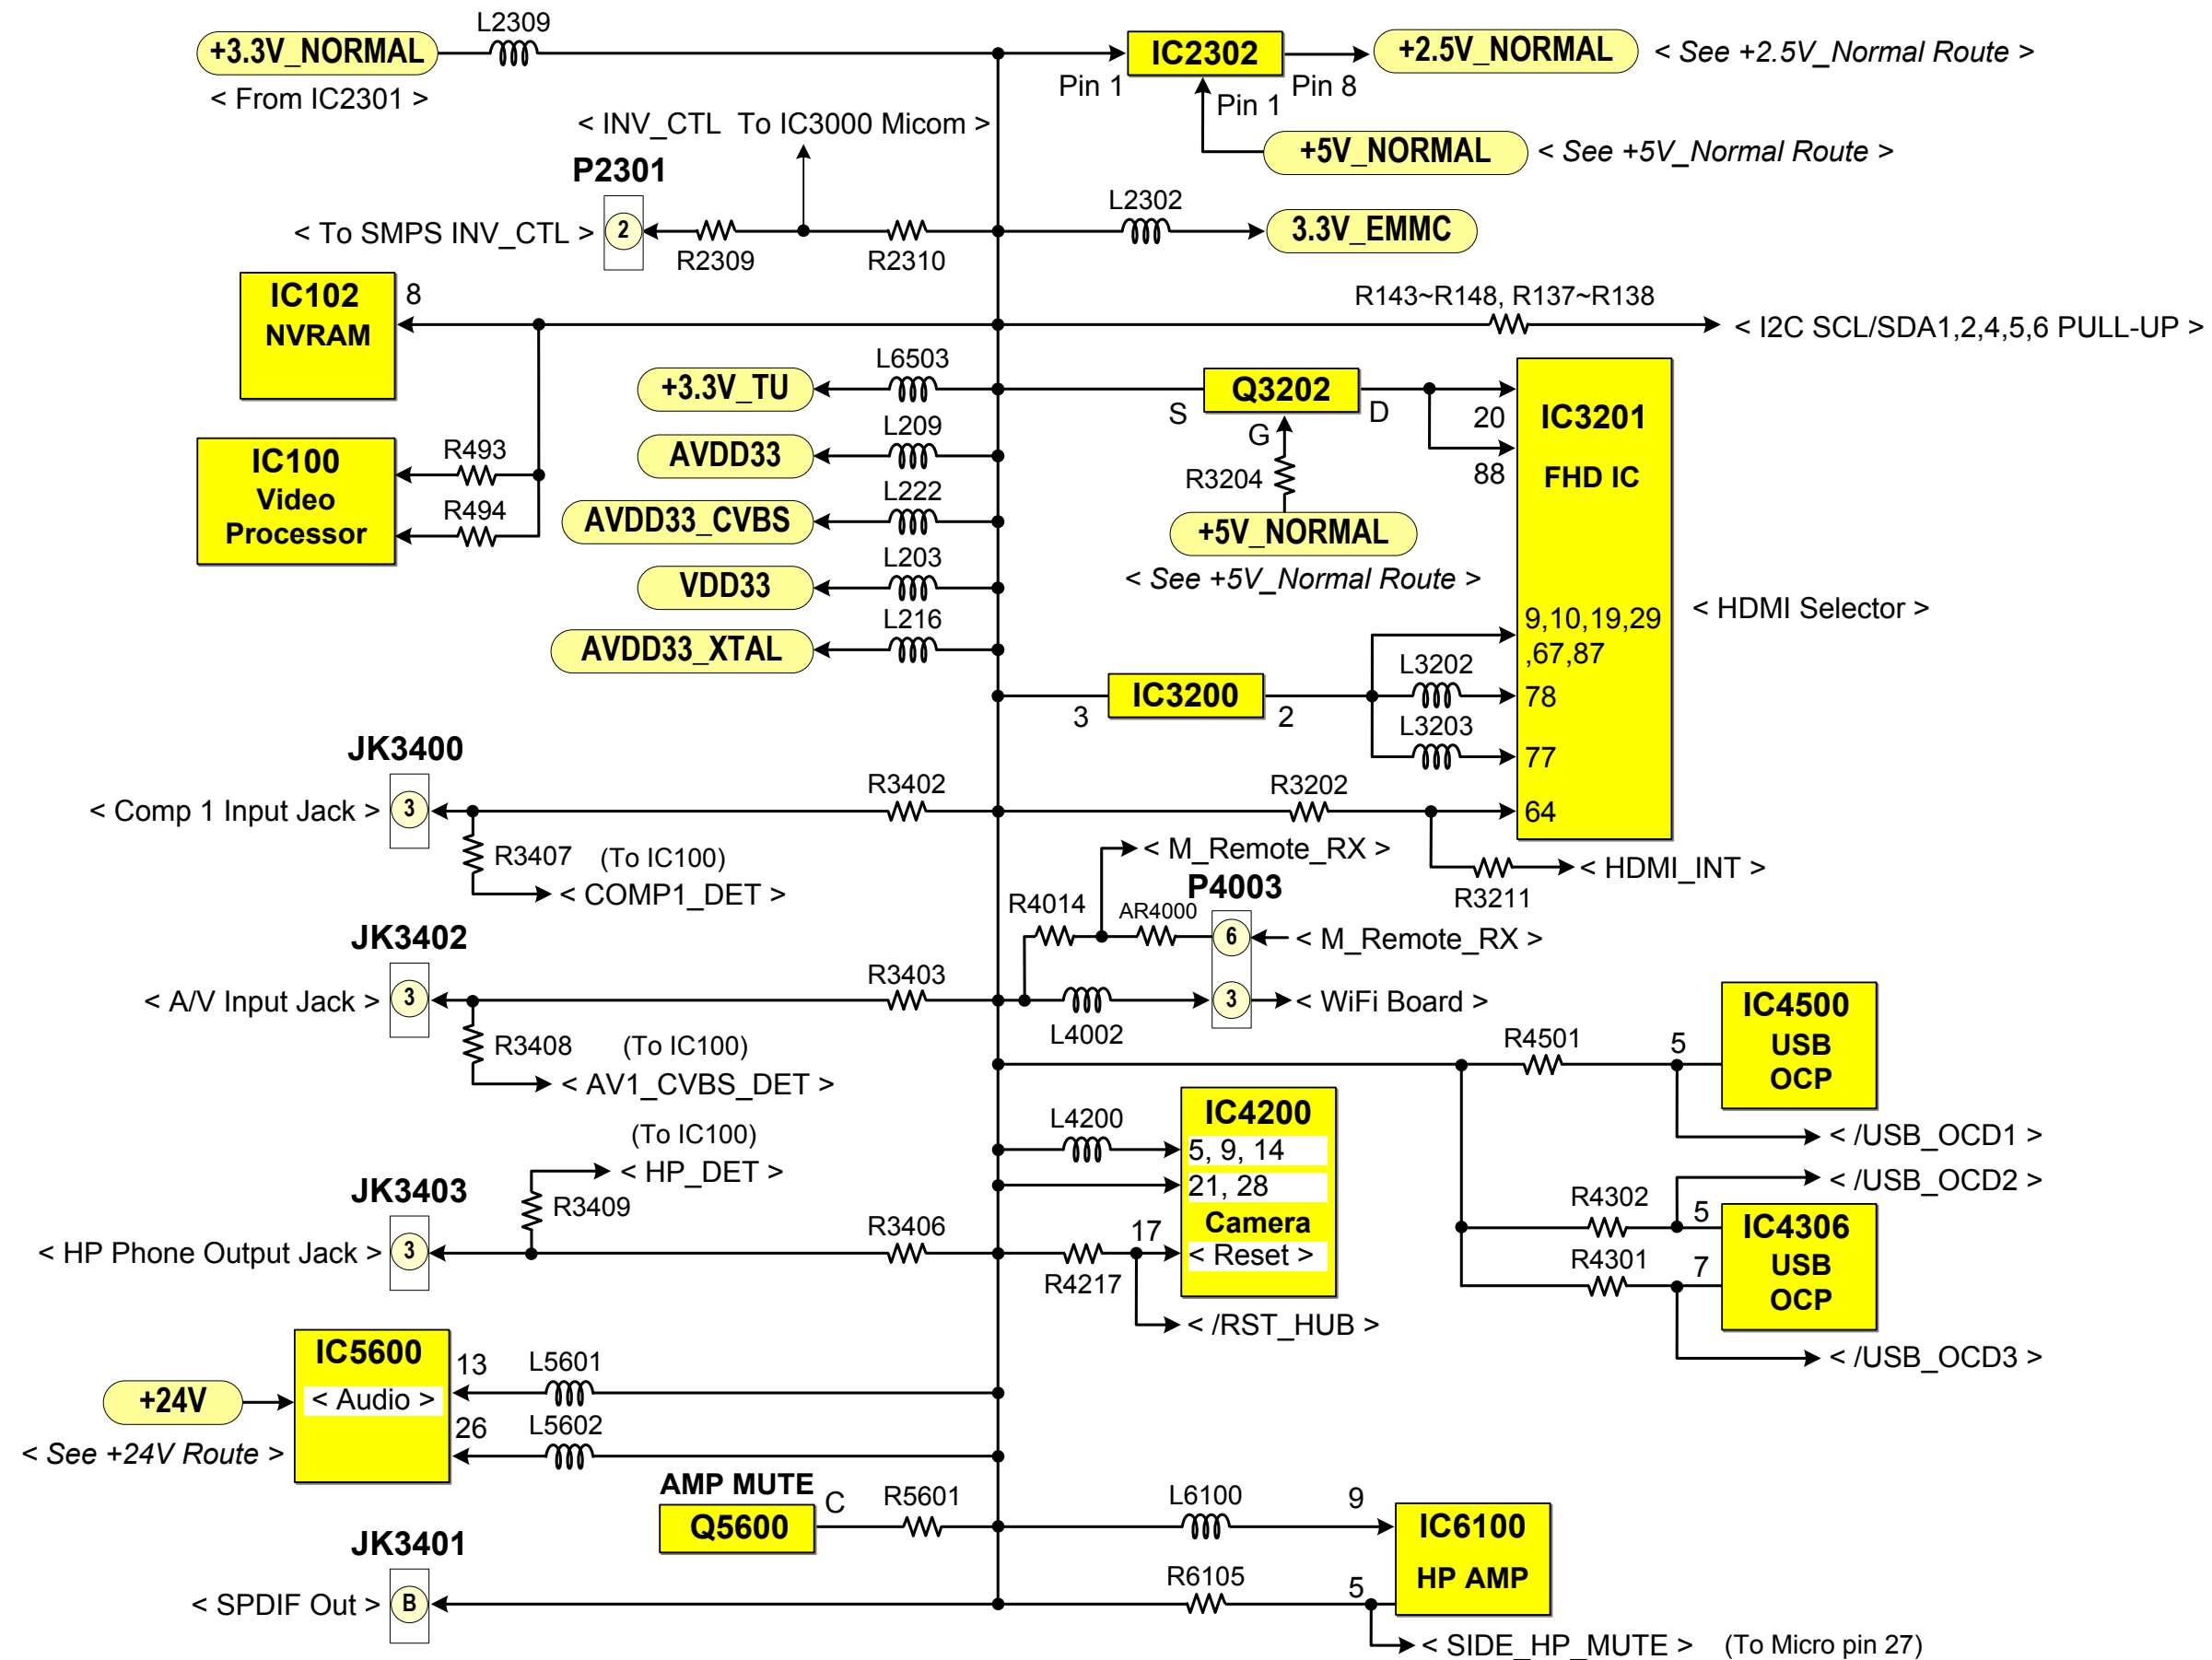 L2309
+3.3V_NORMAL
< From IC2301 >
IC2302
Pin 1
Pin 8
Pin 1
+2.5V_NORMAL
< See +2.5V_Normal Route >
+5V_NORMAL
< See +5V_Normal Route >
< INV_CTL To IC3000 Micom >
P2301
< To SMPS INV_CTL >
2
R2309
R2310
L2302
3.3V_EMMC
IC102
NVRAM
8
R143~R148, R137~R138
< I2C SCL/SDA1,2,4,5,6 PULL-UP >
IC100
Video
Processor
R493
R494
L6503
+3.3V_TU
L209
AVDD33
L222
AVDD33_CVBS
L203
VDD33
L216
AVDD33_XTAL
Q3202
S
D
G
R3204
+5V_NORMAL
< See +5V_Normal Route >
20
88
IC3201
FHD IC
9,10,19,29
,67,87
78
77
64
< HDMI Selector >
IC3200
3
2
L3202
L3203
JK3400
< Comp 1 Input Jack >
3
R3402
R3407
(To IC100)
< COMP1_DET >
R3202
R3211
< HDMI_INT >
< M_Remote_RX >
P4003
R4014
AR4000
6
< M_Remote_RX >
3
< WiFi Board >
L4002
JK3402
< A/V Input Jack >
3
R3403
R3408
(To IC100)
< AV1_CVBS_DET >
R4501
5
IC4500
USB
OCP
< /USB_OCD1 >
< /USB_OCD2 >
R4302
5
R4301
7
IC4306
USB
OCP
< /USB_OCD3 >
L4200
IC4200
5, 9, 14
21, 28
Camera
< Reset >
17
R4217
< /RST_HUB >
(To IC100)
< HP_DET >
JK3403
< HP Phone Output Jack >
3
R3409
R3406
IC5600
< Audio >
13
26
L5601
L5602
+24V
< See +24V Route >
AMP MUTE
Q5600
C
R5601
L6100
9
IC6100
HP AMP
JK3401
< SPDIF Out >
B
R6105
5
< SIDE_HP_MUTE >
(To Micro pin 27)